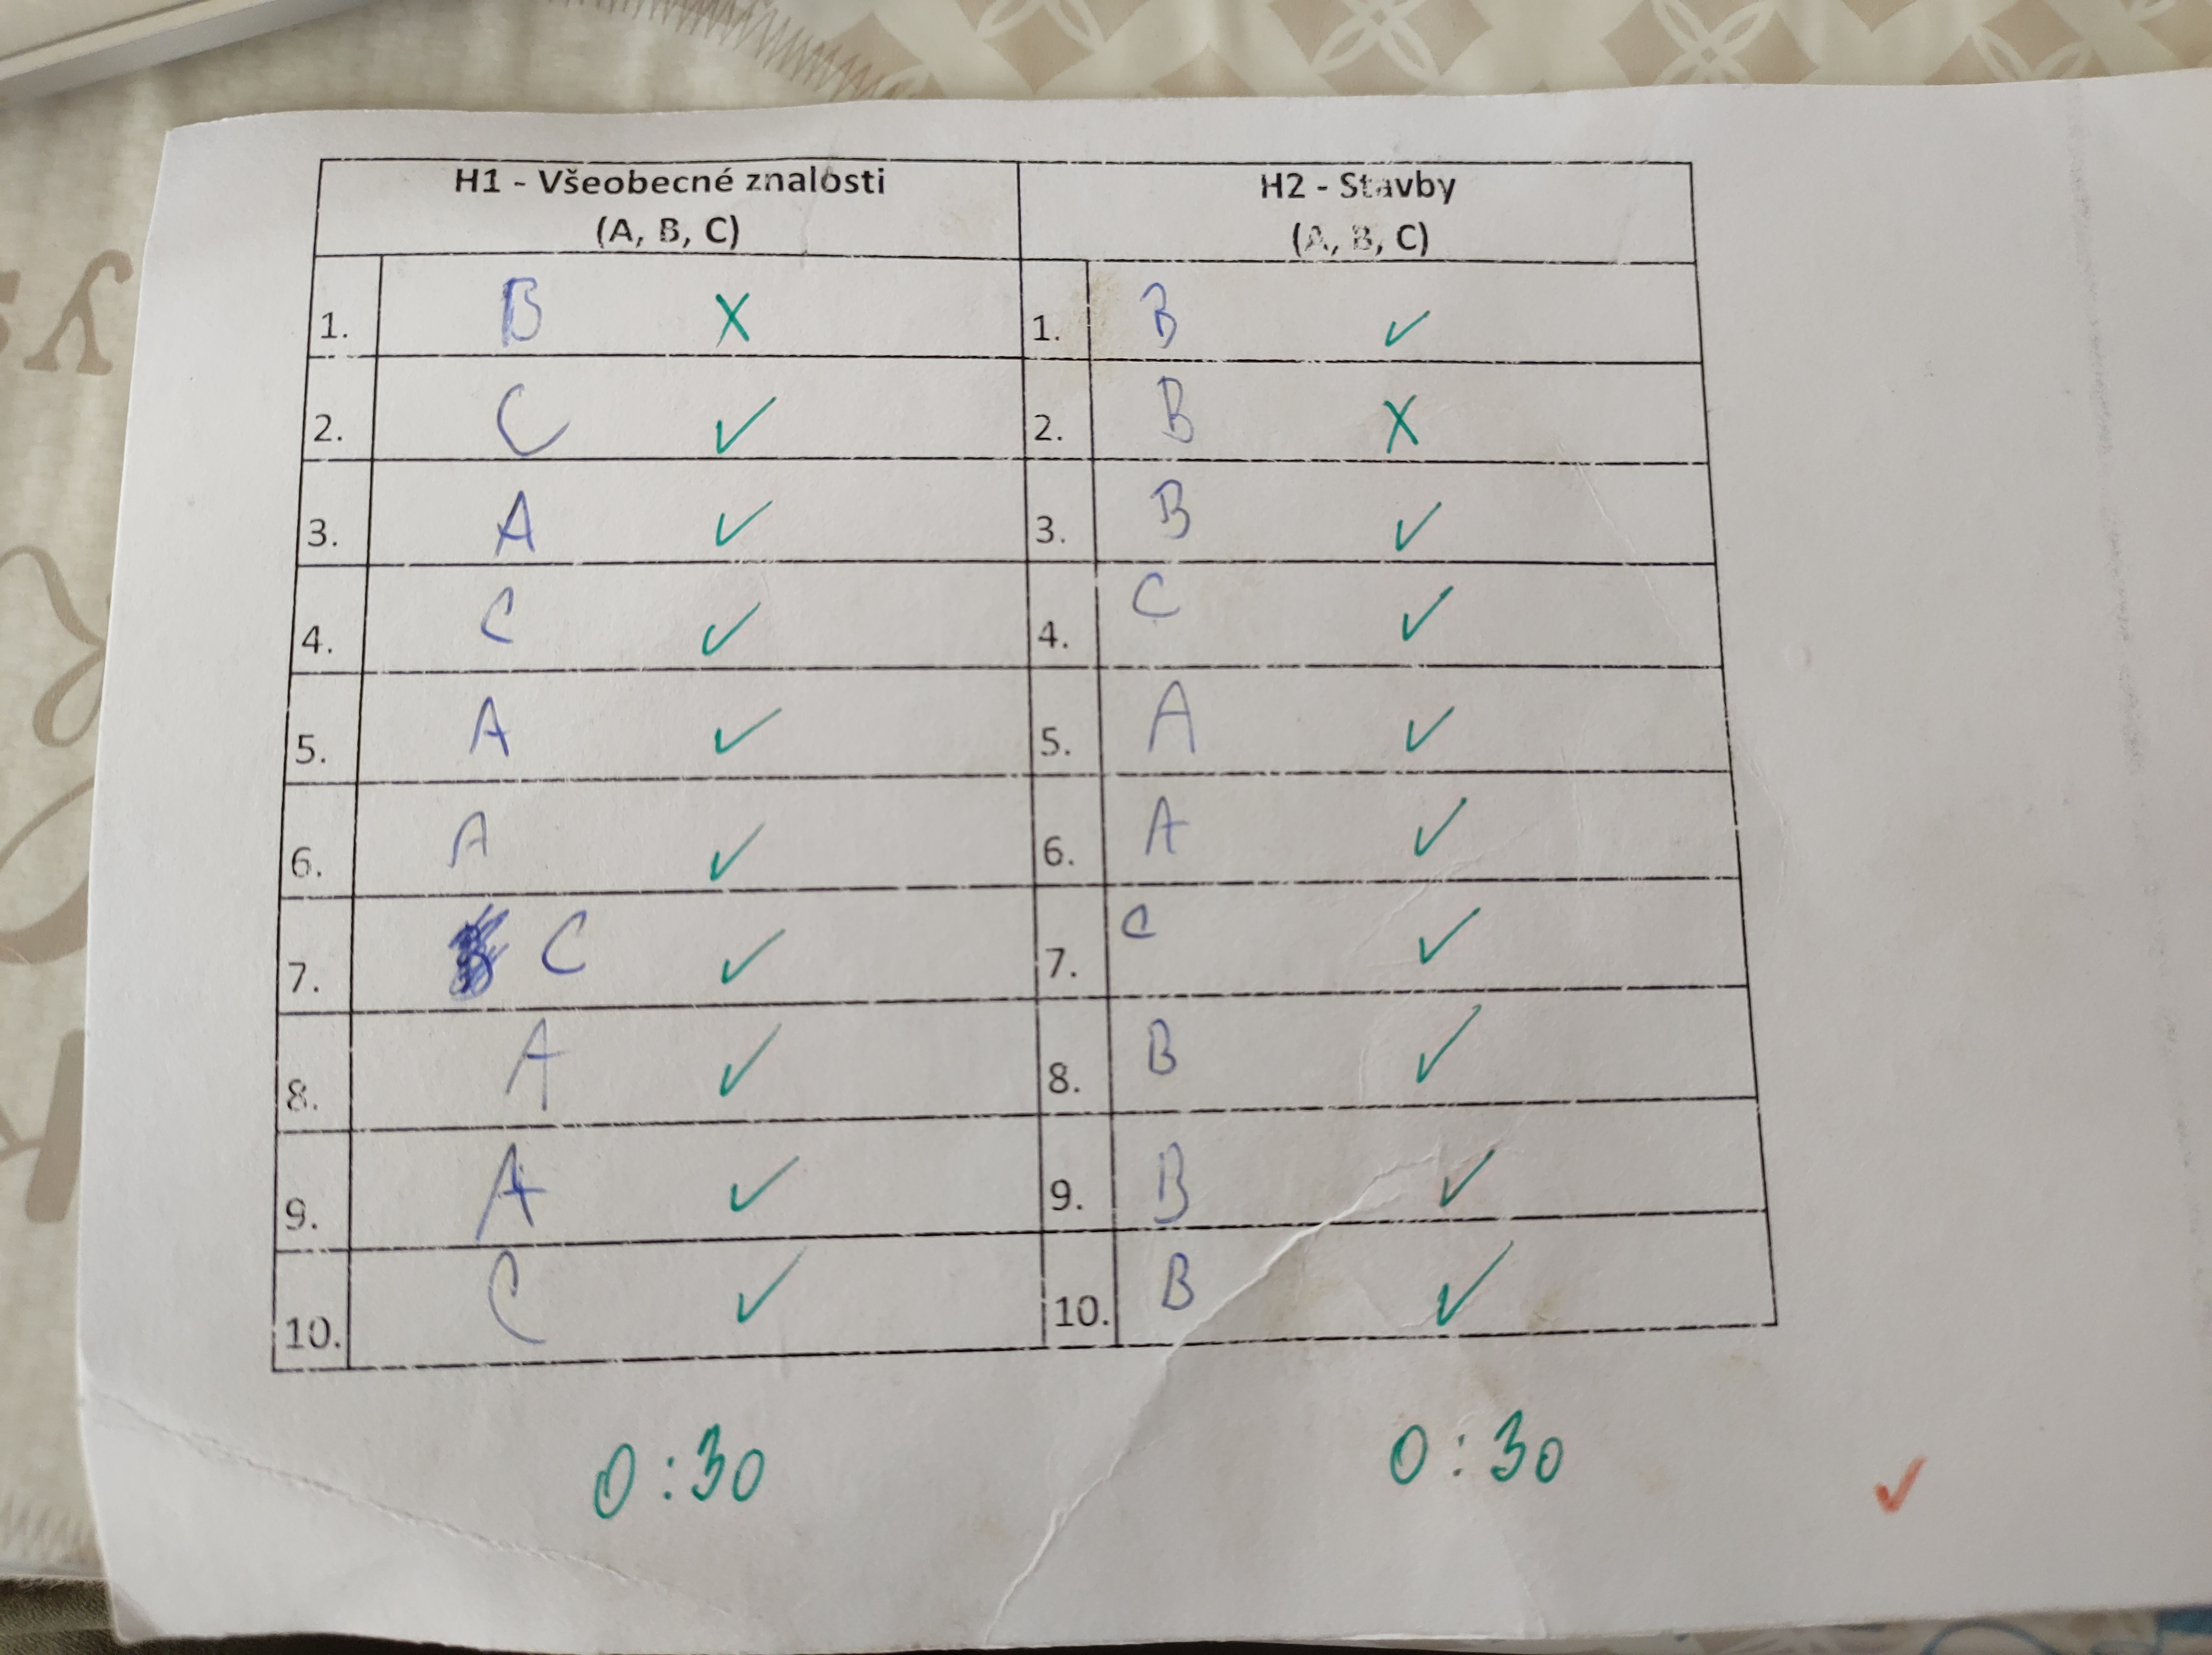 H1 - Všeobecné znalosti
(A, B, C)
H2 - Stavby
(A, B, C)
1. B X
1. B ✓
2. C ✓
2. B X
3. A ✓
3. B ✓
4. C ✓
4. C ✓
5. A ✓
5. A ✓
6. A ✓
6. A ✓
7. C ✓
7. C ✓
8. A ✓
8. B ✓
9. A ✓
9. B ✓
10. C ✓
10. B ✓
0:30
0:30
✓